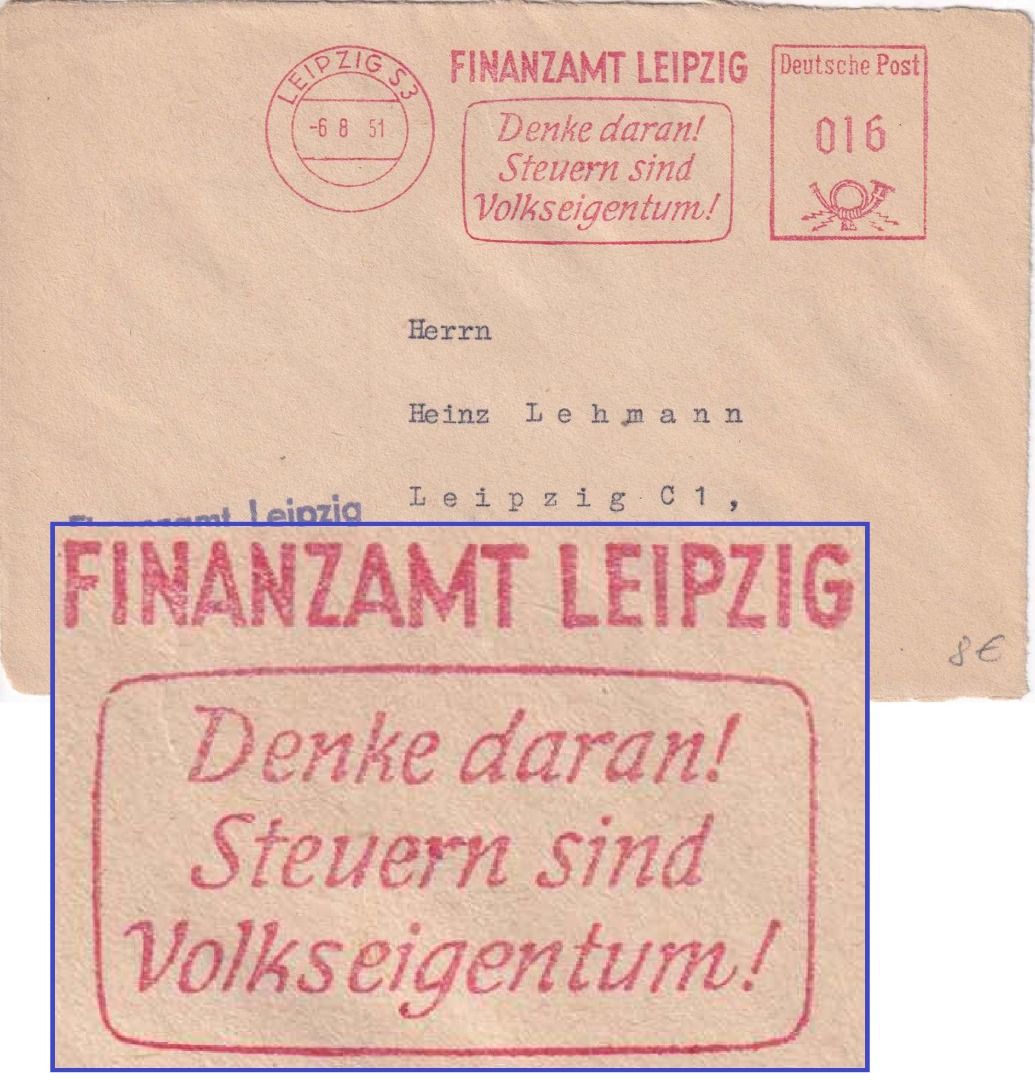 LEIPZIG S3
-6 8 51
FINANZAMT LEIPZIG
Denke daran!
Steuern sind
Volkseigentum!
Deutsche Post
016
Herrn
Heinz Lehmann
Leipzig C1,
Finanzamt Leipzig
8€
FINANZAMT LEIPZIG
Denke daran!
Steuern sind
Volkseigentum!